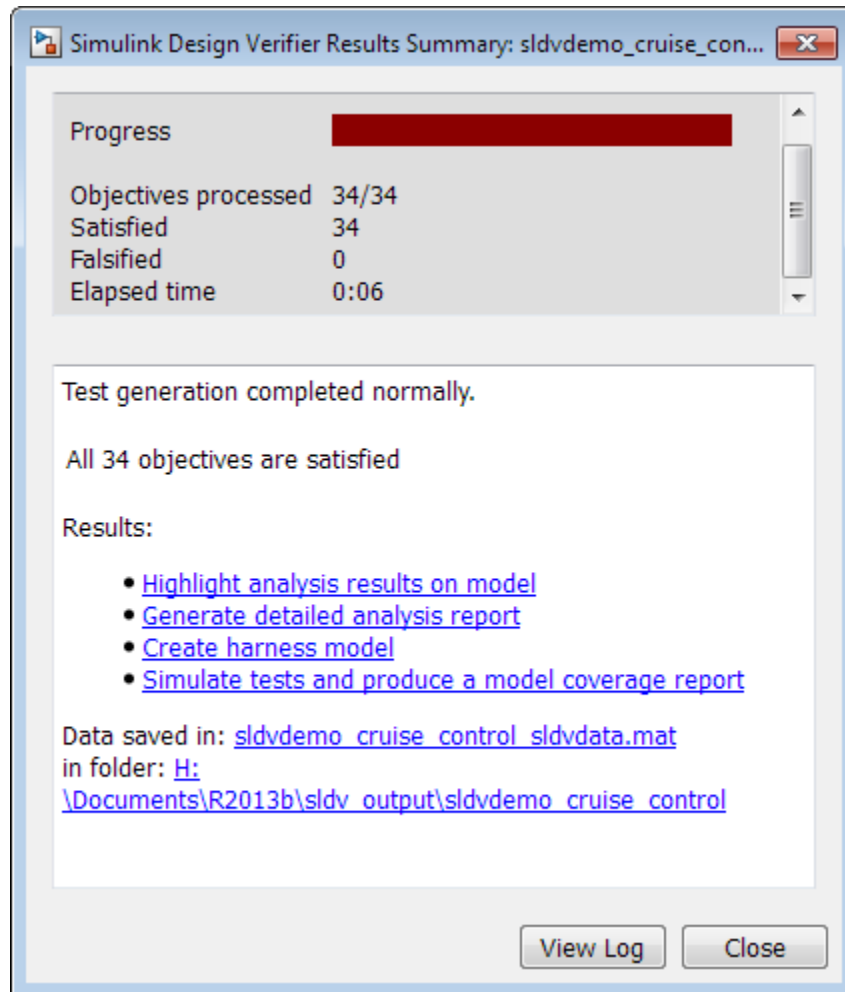 Simulink Design Verifier Results Summary: sldvdemo_cruise_con...
Progress
Objectives processed 34/34
Satisfied 34
Falsified 0
Elapsed time 0:06
Test generation completed normally.
All 34 objectives are satisfied
Results:
• Highlight analysis results on model
• Generate detailed analysis report
• Create harness model
• Simulate tests and produce a model coverage report
Data saved in: sldvdemo_cruise_control_sldvdata.mat
in folder: H:
\Documents\R2013b\sldv_output\sldvdemo_cruise_control
View Log Close